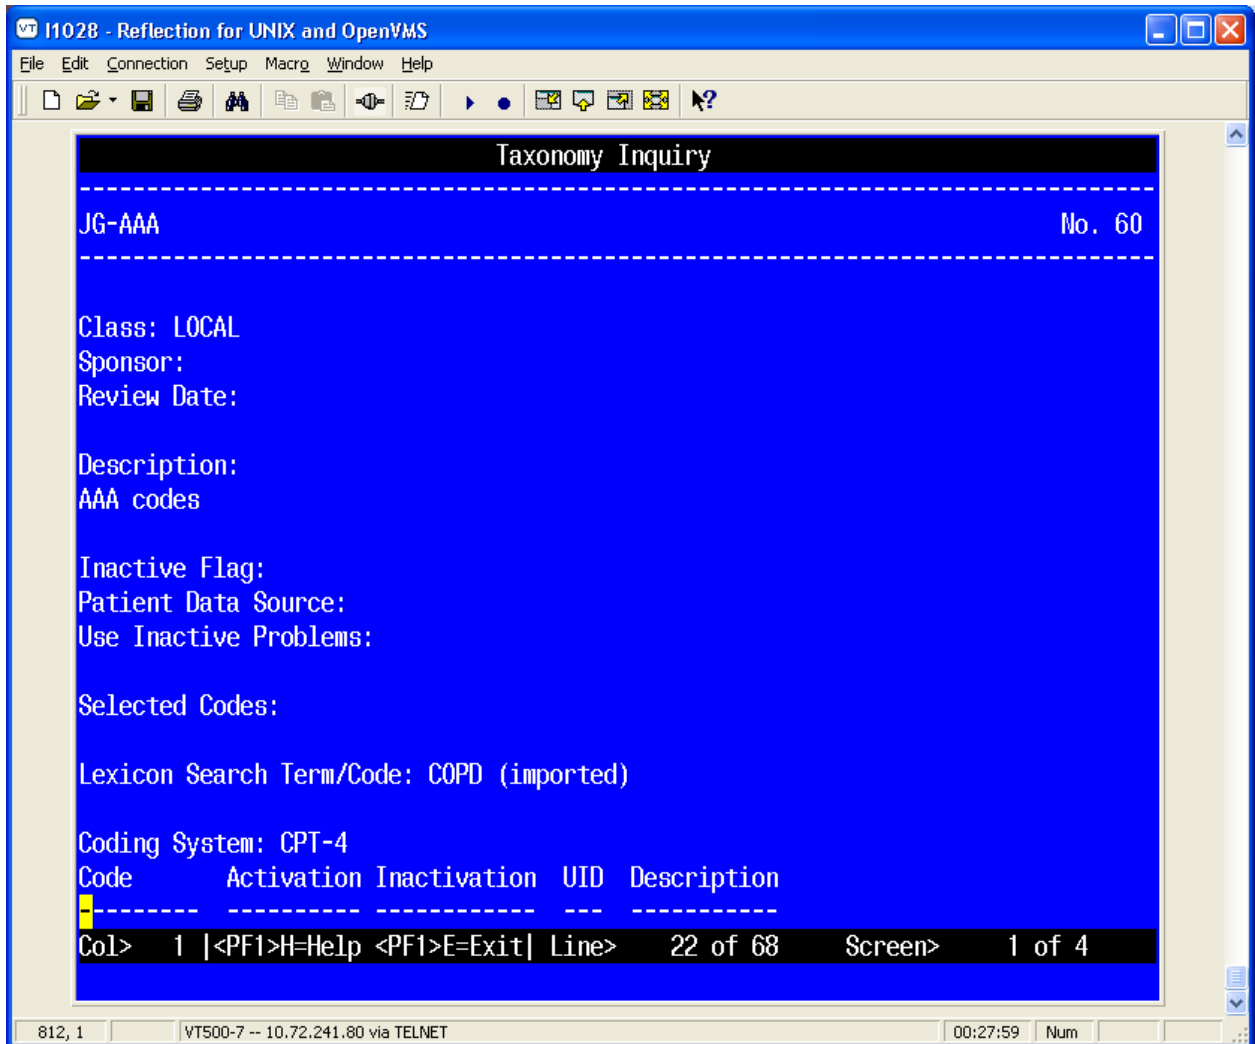 VT I1028 - Reflection for UNIX and OpenVMS
File Edit Connection Setup Macro Window Help
Taxonomy Inquiry
--------------------------------------------------------------------------------
JG-AAA No. 60
--------------------------------------------------------------------------------
Class: LOCAL
Sponsor:
Review Date:
Description:
AAA codes
Inactive Flag:
Patient Data Source:
Use Inactive Problems:
Selected Codes:
Lexicon Search Term/Code: COPD (imported)
Coding System: CPT-4
Code Activation Inactivation UID Description
--------- ---------- ------------ --- -----------
Col> 1 |<PF1>H=Help <PF1>E=Exit| Line> 22 of 68 Screen> 1 of 4
812, 1 VT500-7 -- 10.72.241.80 via TELNET 00:27:59 Num